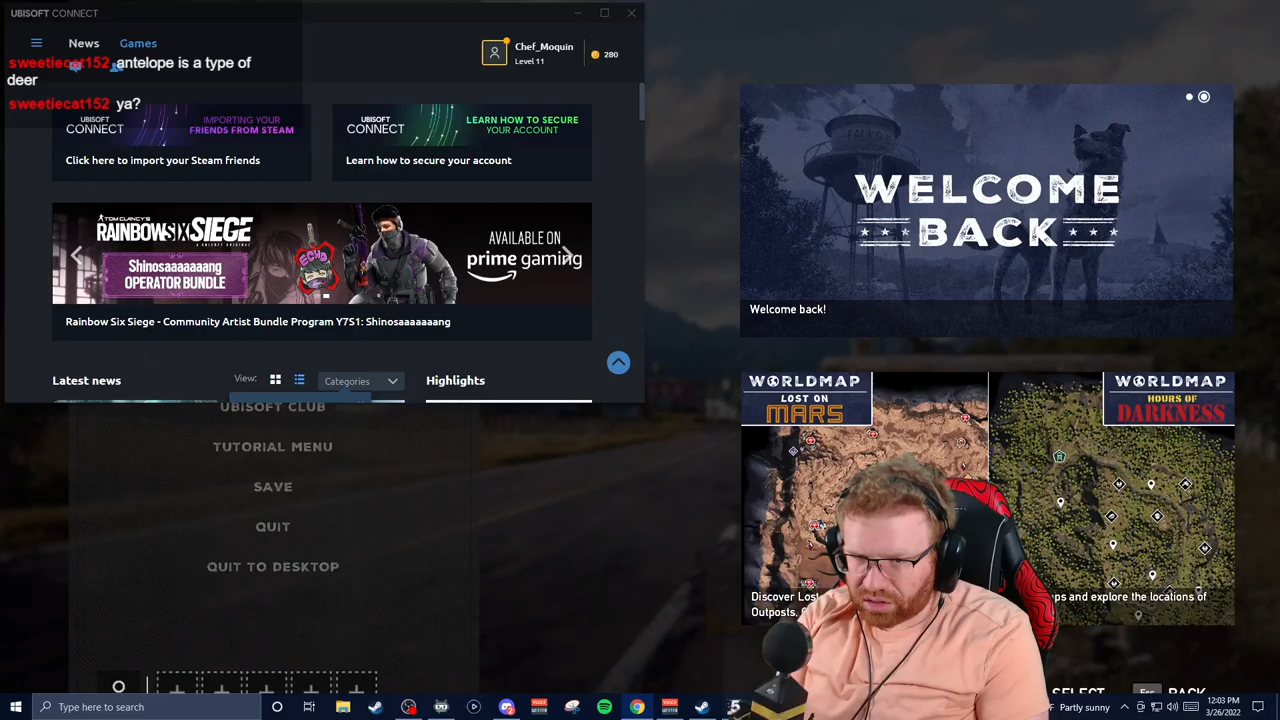 UBISOFT CONNECT
News Games
Chef_Moquin
Level 11
280
sweetiecat152 antelope is a type of
deer
sweetiecat152 ya?
UBISOFT
CONNECT
IMPORTING YOUR
FRIENDS FROM STEAM
Click here to import your Steam friends
UBISOFT
CONNECT
LEARN HOW TO SECURE
YOUR ACCOUNT
Learn how to secure your account
TOM CLANCY'S
RAINBOWSIX SIEGE
Shinosaaaaaang
OPERATOR BUNDLE
ECHO
AVAILABLE ON
prime gaming
Rainbow Six Siege - Community Artist Bundle Program Y7S1: Shinosaaaaaang
Latest news
View:
Categories
Highlights
UBISOFT CLUB
TUTORIAL MENU
SAVE
QUIT
QUIT TO DESKTOP
WELCOME
BACK
Welcome back!
WORLDMAP
LOST ON
MARS
WORLDMAP
HOURS OF
DARKNESS
Discover Lost
Outposts,
and explore the locations of
SELECT
Esc BACK
Type here to search
Partly sunny
12:03 PM
3/26/2022